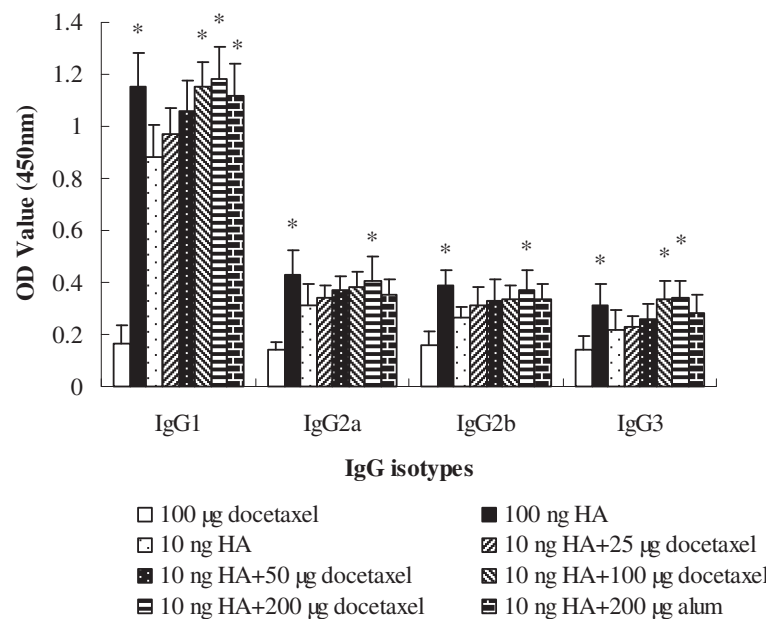 1.4
1.2
1
0.8
0.6
0.4
0.2
0
OD Value (450nm)
* * * * *
* *
* *
* * *
IgG1 IgG2a IgG2b IgG3
IgG isotypes
100 µg docetaxel 100 ng HA
10 ng HA 10 ng HA+25 µg docetaxel
10 ng HA+50 µg docetaxel 10 ng HA+100 µg docetaxel
10 ng HA+200 µg docetaxel 10 ng HA+200 µg alum